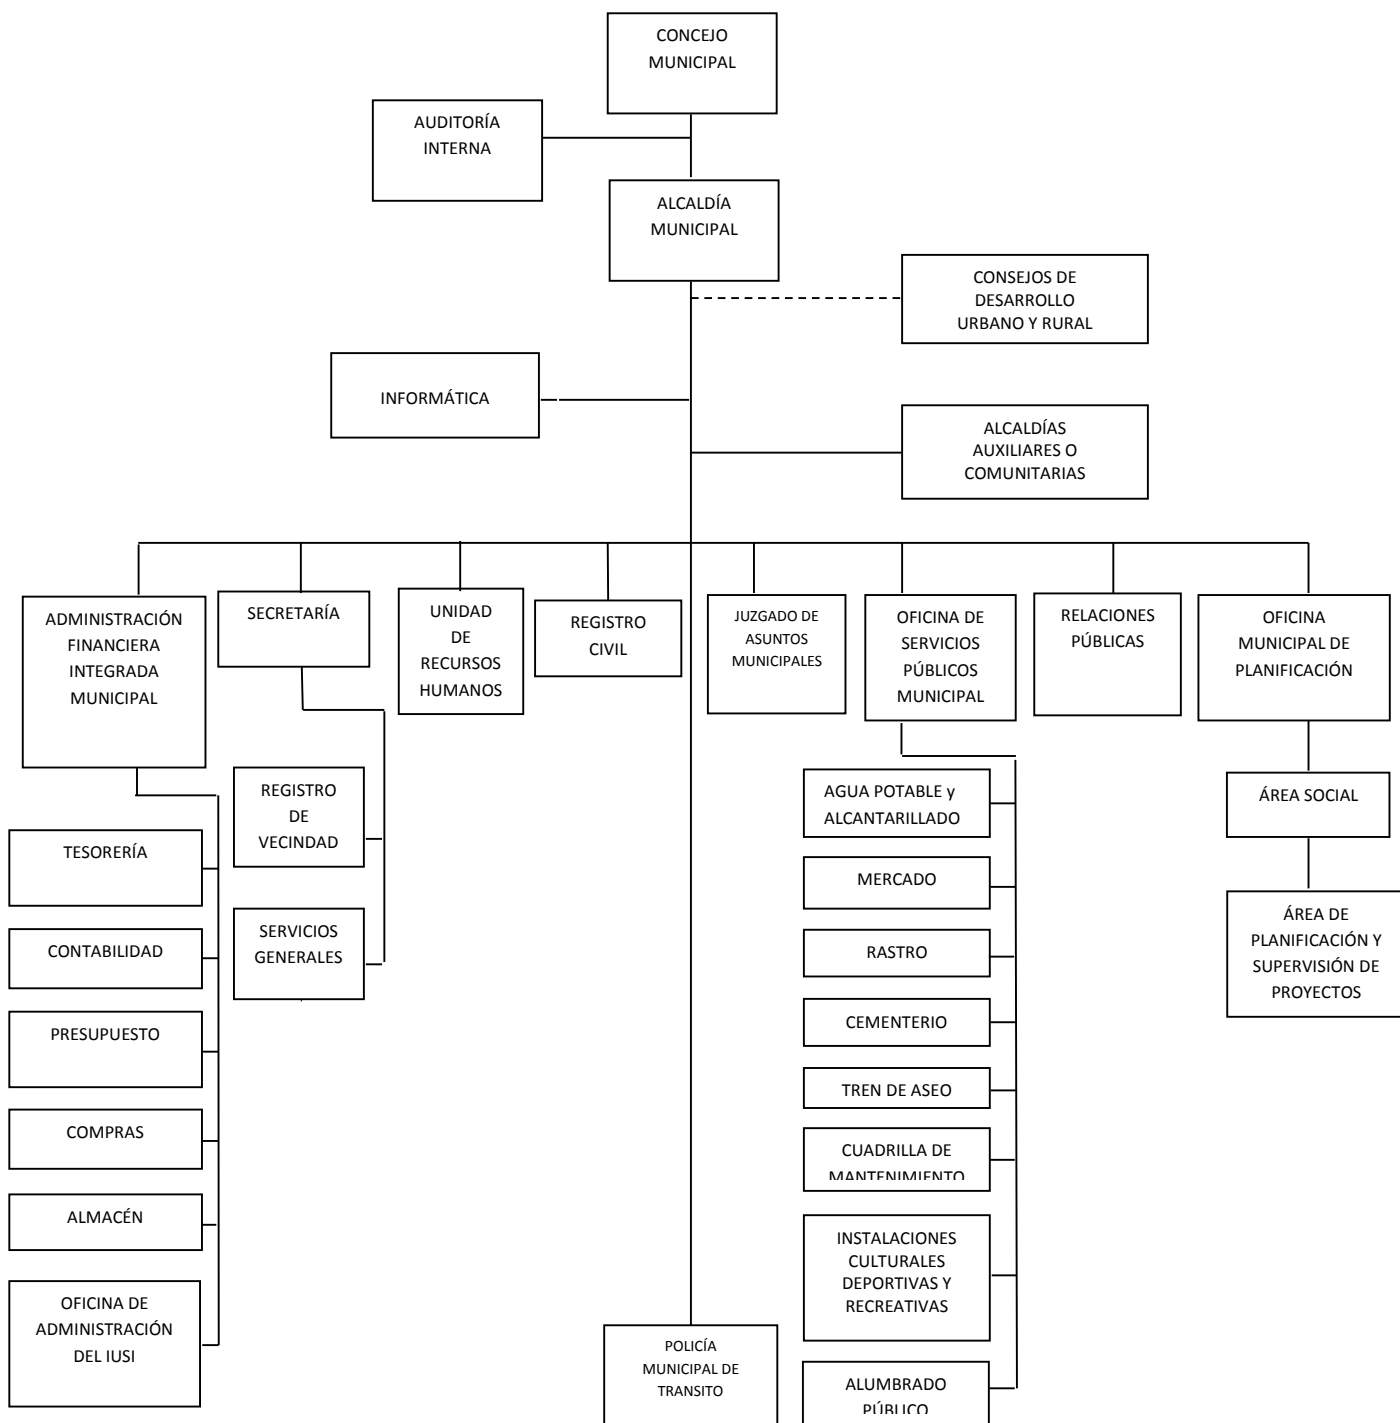 CONCEJO
MUNICIPAL
AUDITORÍA
INTERNA
ALCALDÍA
MUNICIPAL
CONSEJOS DE
DESARROLLO
URBANO Y RURAL
INFORMÁTICA
ALCALDÍAS
AUXILIARES O
COMUNITARIAS
ADMINISTRACIÓN
FINANCIERA
INTEGRADA
MUNICIPAL
SECRETARÍA
UNIDAD
DE
RECURSOS
HUMANOS
REGISTRO
CIVIL
JUZGADO DE
ASUNTOS
MUNICIPALES
OFICINA DE
SERVICIOS
PÚBLICOS
MUNICIPAL
RELACIONES
PÚBLICAS
OFICINA
MUNICIPAL DE
PLANIFICACIÓN
TESORERÍA
CONTABILIDAD
PRESUPUESTO
COMPRAS
ALMACÉN
OFICINA DE
ADMINISTRACIÓN
DEL IUSI
REGISTRO
DE
VECINDAD
SERVICIOS
GENERALES
POLICÍA
MUNICIPAL DE
TRANSITO
AGUA POTABLE y
ALCANTARILLADO
MERCADO
RASTRO
CEMENTERIO
TREN DE ASEO
CUADRILLA DE
MANTENIMIENTO
INSTALACIONES
CULTURALES
DEPORTIVAS Y
RECREATIVAS
ALUMBRADO
PÚBLICO
ÁREA SOCIAL
ÁREA DE
PLANIFICACIÓN Y
SUPERVISIÓN DE
PROYECTOS